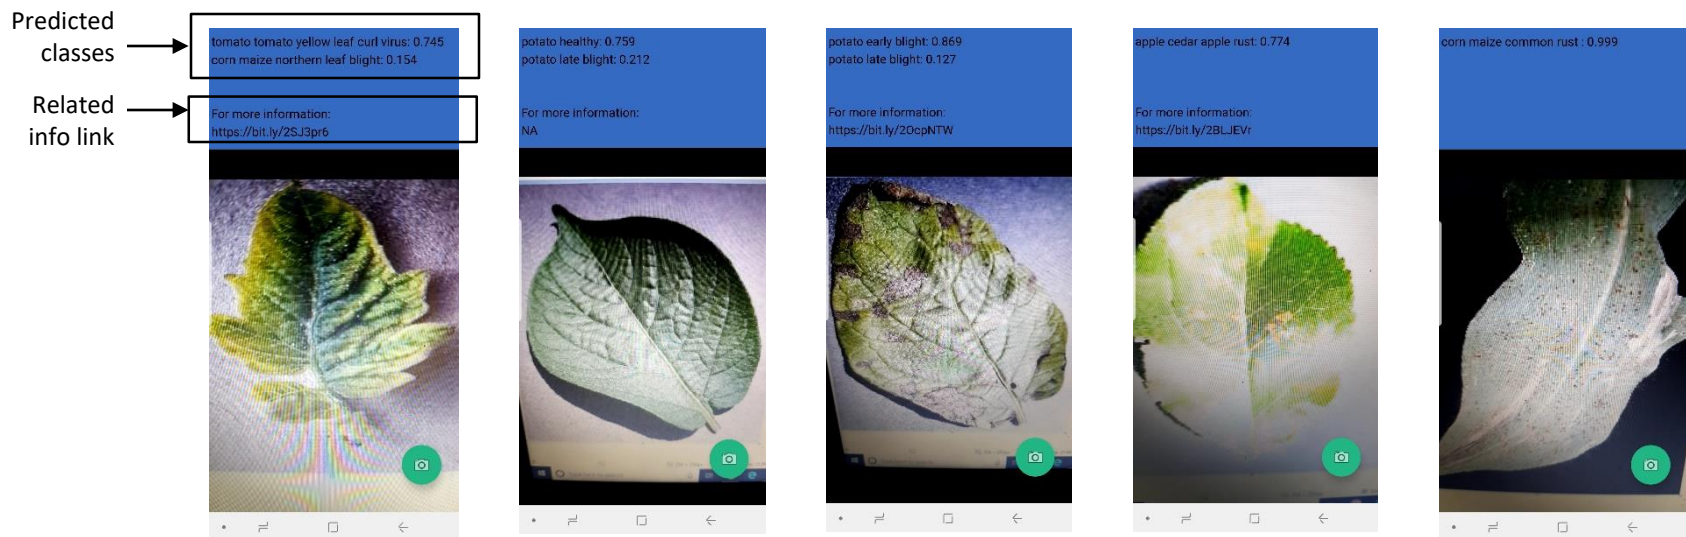 Predicted
classes
Related
info link
tomato tomato yellow leaf curl virus: 0.745
corn maize northern leaf blight: 0.154
For more information:
https://bit.ly/2SJ3pr6
potato healthy: 0.759
potato late blight: 0.212
For more information:
NA
potato early blight: 0.869
potato late blight: 0.127
For more information:
https://bit.ly/2OcpNTW
apple cedar apple rust: 0.774
For more information:
https://bit.ly/2BLJEVr
corn maize common rust : 0.999